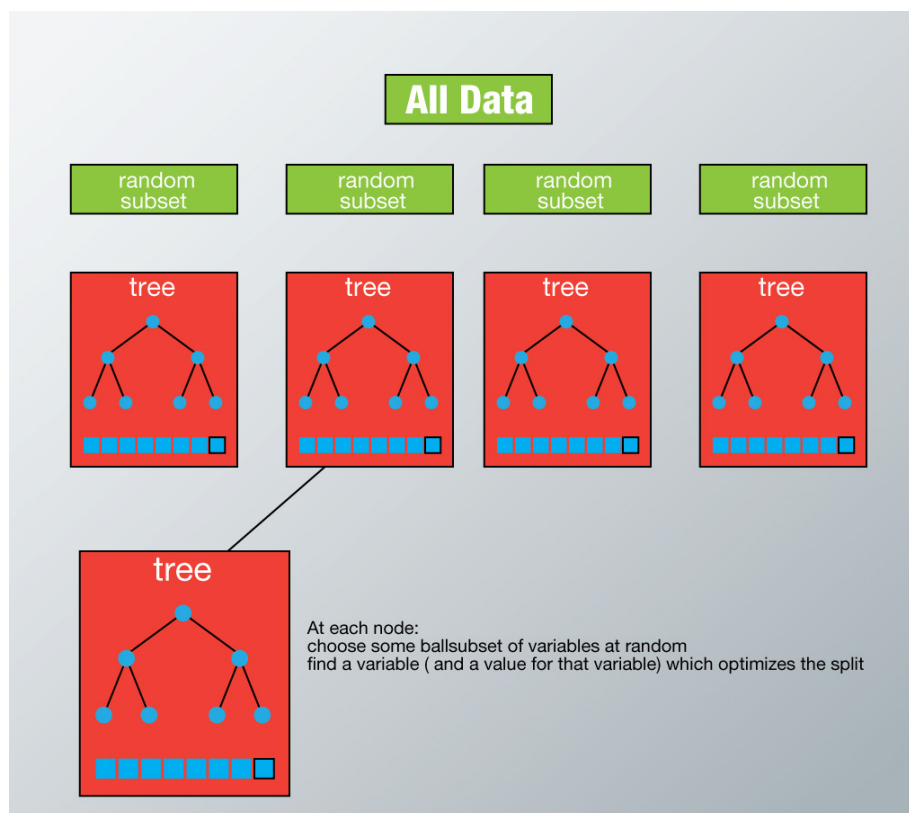 All Data
random
subset
random
subset
random
subset
random
subset
tree
tree
tree
tree
tree
At each node:
choose some ballsubset of variables at random
find a variable ( and a value for that variable) which optimizes the split